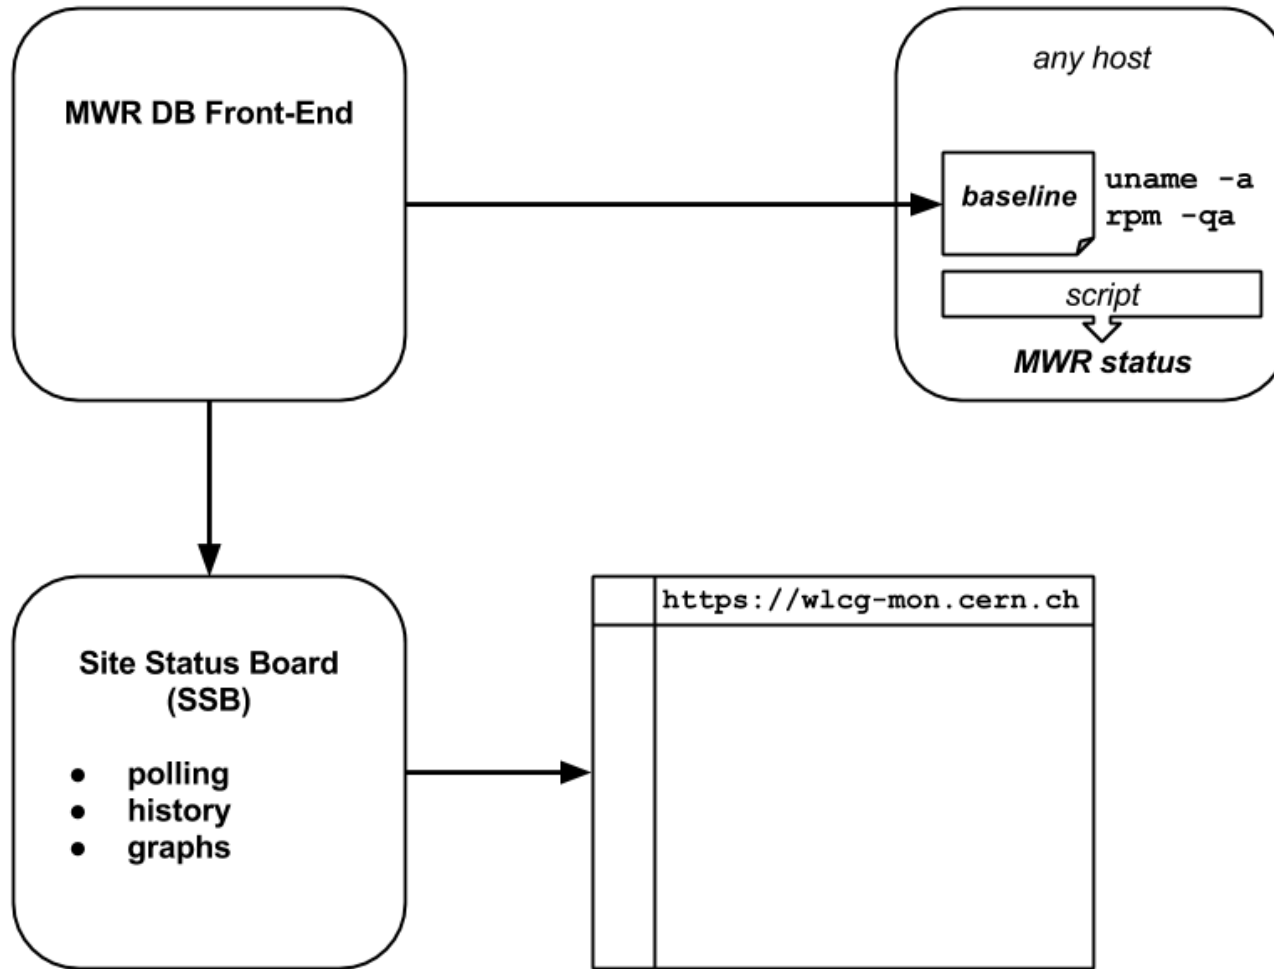 MWR DB Front-End
any host
baseline
uname -a
rpm -qa
script
MWR status
Site Status Board
(SSB)
● polling
● history
● graphs
https://wlcg-mon.cern.ch